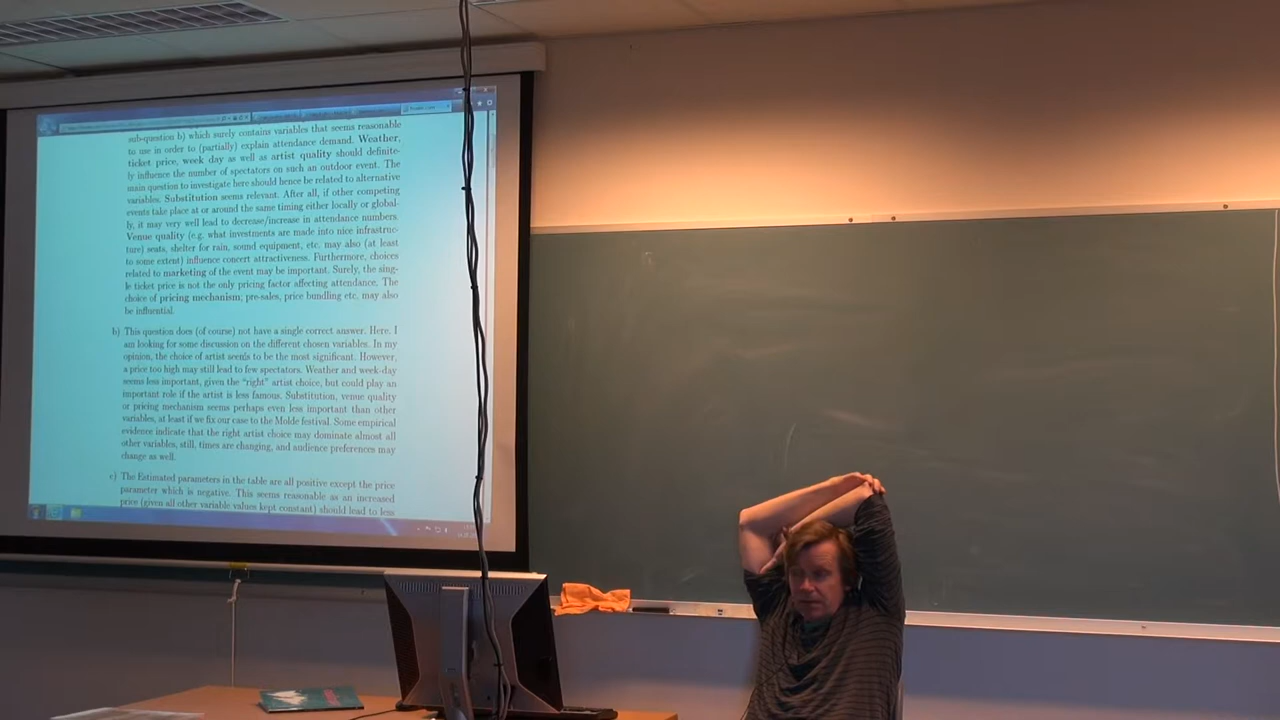 sub-question b) which surely contains variables that seems reasonable
to use in order to (partially) explain attendance demand. Weather,
ticket price, week day as well as artist quality should definite-
ly influence the number of spectators on such an outdoor event. The
main question to investigate here should hence be related to alternative
variables. Substitution seems relevant. After all, if other competing
events take place at or around the same timing either locally or global-
ly, it may very well lead to decrease/increase in attendance numbers.
Venue quality (e.g. what investments are made into nice infrastruc-
ture) seats, shelter for rain, sound equipment, etc. may also (at least
to some extent) influence concert attractiveness. Furthermore, choices
related to marketing of the event may be important. Surely, the sing-
le ticket price is not the only pricing factor affecting attendance. The
choice of pricing mechanism; pre-sales, price bundling etc. may also
be influential.
b) This question does (of course) not have a single correct answer. Here, I
am looking for some discussion on the different chosen variables. In my
opinion, the choice of artist seems to be the most significant. However,
a price too high may still lead to few spectators. Weather and week-day
seems less important, given the "right" artist choice, but could play an
important role if the artist is less famous. Substitution, venue quality
or pricing mechanism seems perhaps even less important than other
variables, at least if we fix our case to the Molde festival. Some empirical
evidence indicate that the right artist choice may dominate almost all
other variables, still, times are changing, and audience preferences may
change as well.
c) The Estimated parameters in the table are all positive except the price
parameter which is negative. This seems reasonable as an increased
price (given all other variable values kept constant) should lead to less